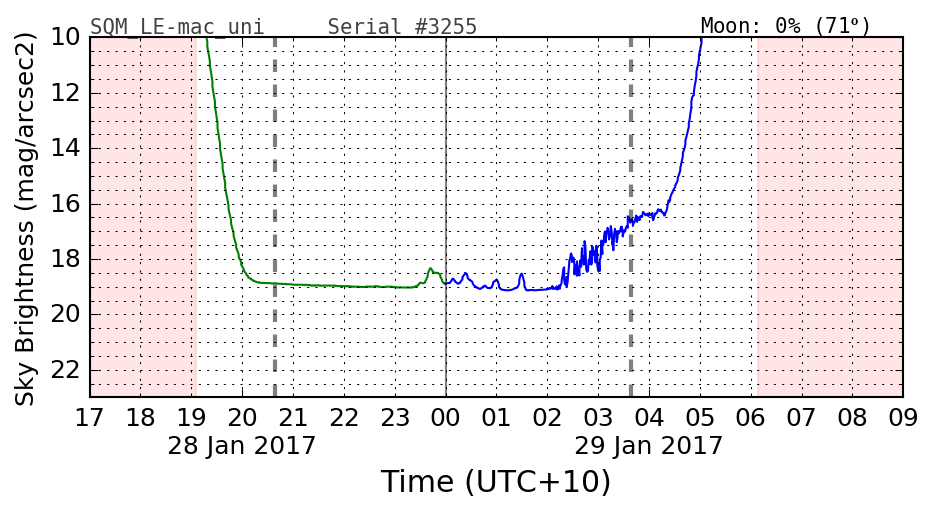 SQM_LE-mac_uni Serial #3255 Moon: 0% (71°)
Sky Brightness (mag/arcsec2)
10
12
14
16
18
20
22
17 18 19 20 21 22 23 00 01 02 03 04 05 06 07 08 09
28 Jan 2017 29 Jan 2017
Time (UTC+10)